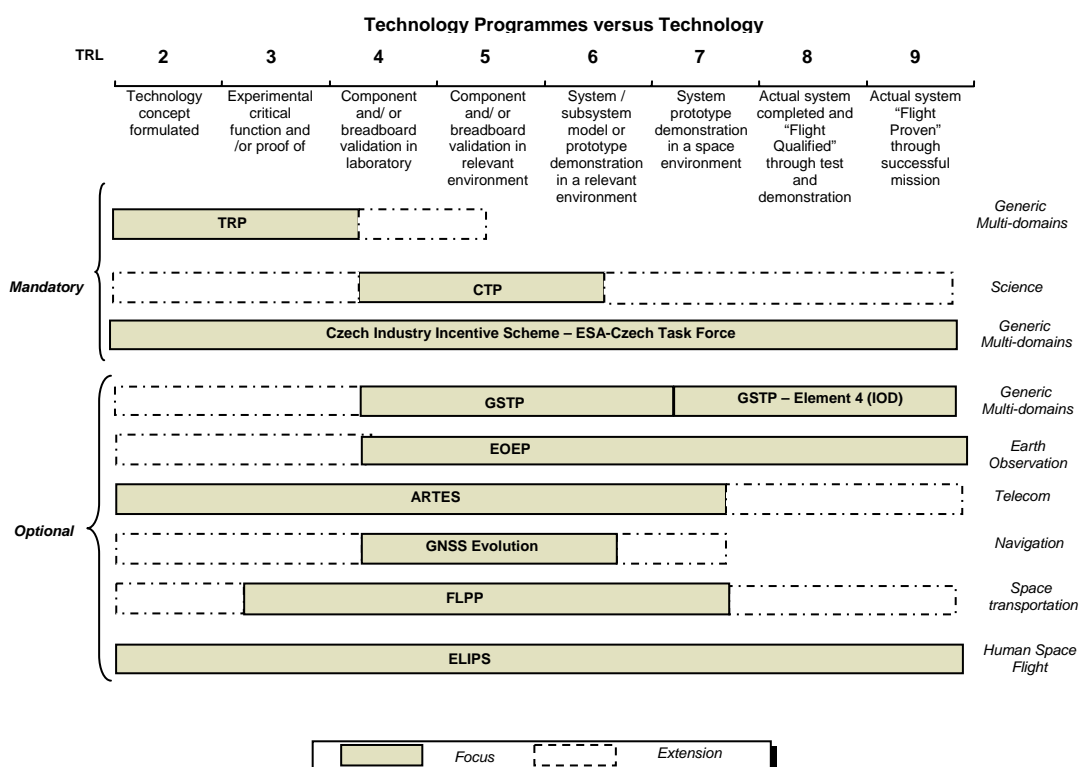 Technology Programmes versus Technology
TRL 2 3 4 5 6 7 8 9
Technology
concept
formulated
Experimental
critical
function and
/or proof of
Component
and/ or
breadboard
validation in
laboratory
Component
and/ or
breadboard
validation in
relevant
environment
System /
subsystem
model or
prototype
demonstration
in a relevant
environment
System
prototype
demonstration
in a space
environment
Actual system
completed and
“Flight
Qualified”
through test
and
demonstration
Actual system
“Flight
Proven”
through
successful
mission
Mandatory
TRP
Generic
Multi-domains
CTP
Science
Czech Industry Incentive Scheme – ESA-Czech Task Force
Generic
Multi-domains
Optional
GSTP
GSTP – Element 4 (IOD)
Generic
Multi-domains
EOEP
Earth
Observation
ARTES
Telecom
GNSS Evolution
Navigation
FLPP
Space
transportation
ELIPS
Human Space
Flight
Focus
Extension